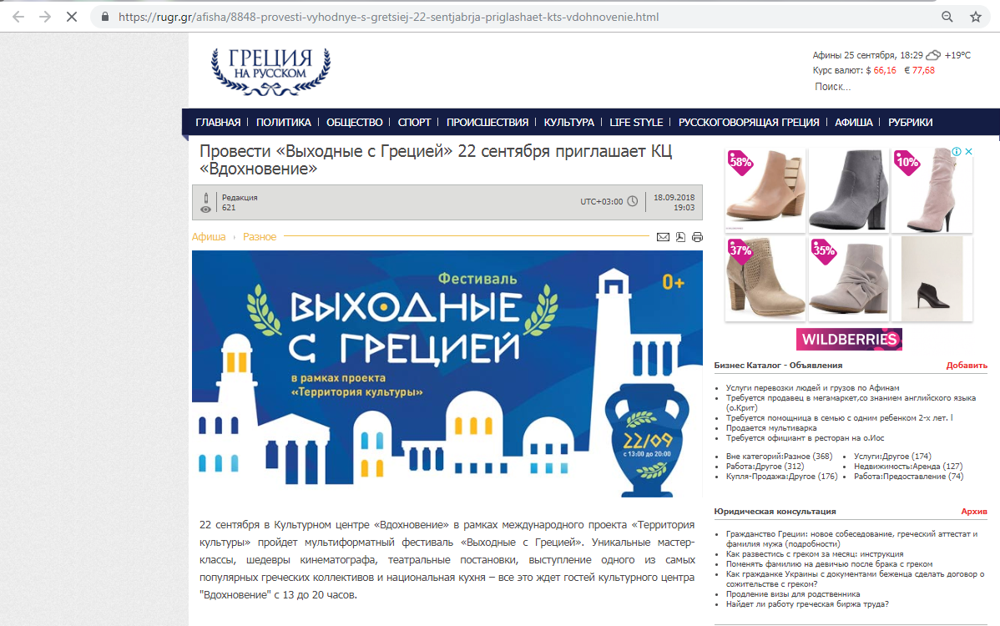 https://rugr.gr/afisha/8848-provesti-vyhodnye-s-gretsiej-22-sentjabrja-priglashaet-kts-vdohnovenie.html
ГРЕЦИЯ
НА РУССКОМ
Афины 25 сентября, 18:29 +19°C
Курс валют: $ 66,16 € 77,68
Поиск...
ГЛАВНАЯ | ПОЛИТИКА | ОБЩЕСТВО | СПОРТ | ПРОИСШЕСТВИЯ | КУЛЬТУРА | LIFE STYLE | РУССКОГОВОРЯЩАЯ ГРЕЦИЯ | АФИША | РУБРИКИ
Провести «Выходные с Грецией» 22 сентября приглашает КЦ
«Вдохновение»
Редакция
621
UTC+03:00
18.09.2018
19:03
Афиша › Разное
Фестиваль
0+
ВЫХОДНЫЕ
С ГРЕЦИЕЙ
в рамках проекта
«Территория культуры»
22/09
с 13:00 до 20:00
22 сентября в Культурном центре «Вдохновение» в рамках международного проекта «Территория
культуры» пройдет мультиформатный фестиваль «Выходные с Грецией». Уникальные мастер-
классы, шедевры кинематографа, театральные постановки, выступление одного из самых
популярных греческих коллективов и национальная кухня – все это ждет гостей культурного центра
"Вдохновение" с 13 до 20 часов.
58%
10%
37%
35%
WILDBERRIES
Бизнес Каталог - Объявления Добавить
• Услуги перевозки людей и грузов по Афинам
• Требуется продавец в мегамаркет,со знанием английского языка
(о.Крит)
• Требуется помощница в семью с одним ребенком 2-х лет. I
• Продается мультиварка
• Требуется официант в ресторан на о.Иос
• Вне категорий:Разное (368) • Услуги:Другое (174)
• Работа:Другое (312) • Недвижимость:Аренда (127)
• Купля-Продажа:Другое (176) • Работа:Предоставление (74)
Юридическая консультация Архив
• Гражданство Греции: новое собеседование, греческий аттестат и
фамилия мужа (подробности)
• Как развестись с греком за месяц: инструкция
• Поменять фамилию на девичью после брака с греком
• Как гражданке Украины с документами беженца сделать договор о
сожительстве с греком?
• Продление визы для родственника
• Найдет ли работу греческая биржа труда?